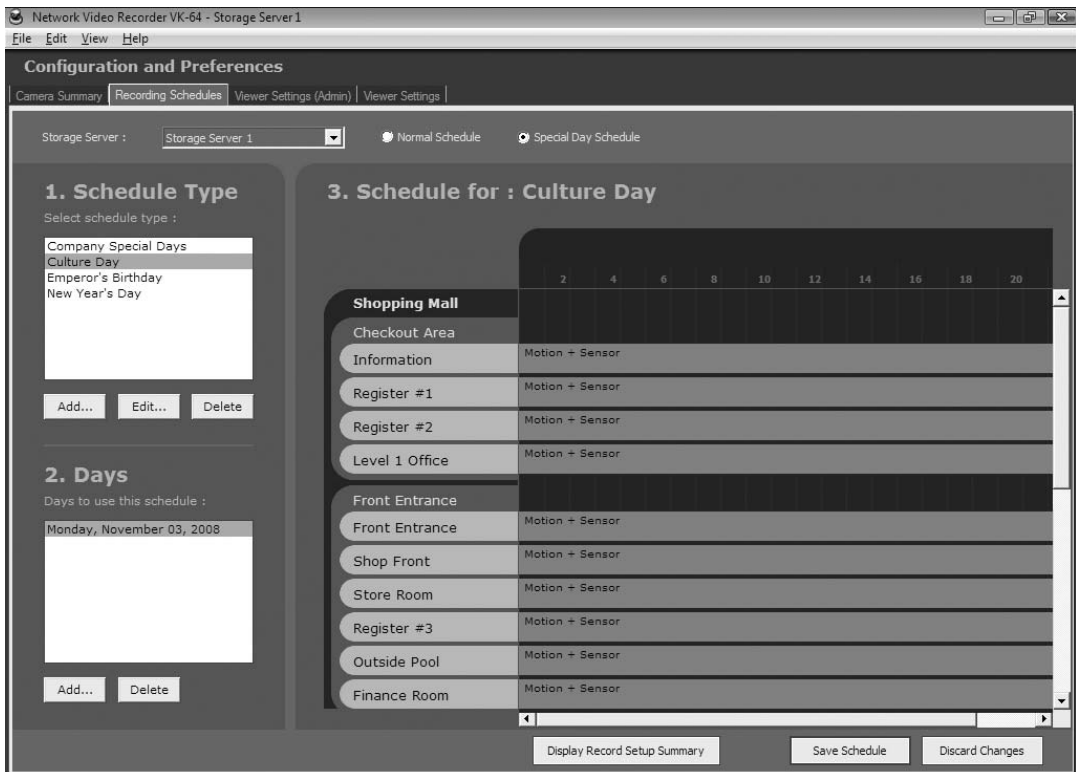 Network Video Recorder VK-64 - Storage Server 1
File Edit View Help
Configuration and Preferences
Camera Summary Recording Schedules Viewer Settings (Admin) Viewer Settings
Storage Server : Storage Server 1 Normal Schedule Special Day Schedule
1. Schedule Type
Select schedule type :
Company Special Days
Culture Day
Emperor's Birthday
New Year's Day
Add... Edit... Delete
2. Days
Days to use this schedule :
Monday, November 03, 2008
Add... Delete
3. Schedule for : Culture Day
2 4 6 8 10 12 14 16 18 20
Shopping Mall
Checkout Area
Information Motion + Sensor
Register #1 Motion + Sensor
Register #2 Motion + Sensor
Level 1 Office Motion + Sensor
Front Entrance
Front Entrance Motion + Sensor
Shop Front Motion + Sensor
Store Room Motion + Sensor
Register #3 Motion + Sensor
Outside Pool Motion + Sensor
Finance Room Motion + Sensor
Display Record Setup Summary Save Schedule Discard Changes